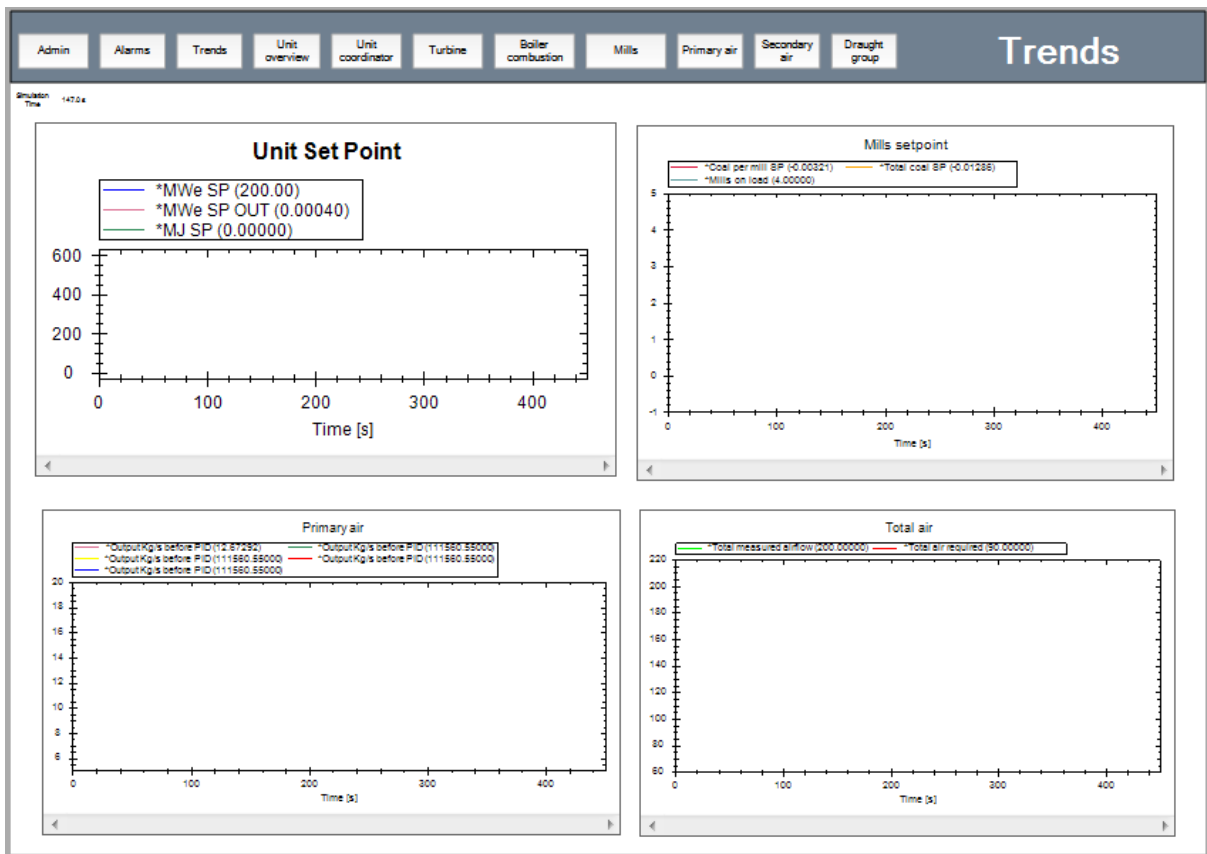 Admin
Alarms
Trends
Unit
overview
Unit
coordinator
Turbine
Boiler
combustion
Mills
Primary air
Secondary
air
Draught
group
Trends
Simulation
Time
147.0 s
Unit Set Point
*MWe SP (200.00)
*MWe SP OUT (0.00040)
*MJ SP (0.00000)
600
400
200
0
0 100 200 300 400
Time [s]
Mills setpoint
*Coal per mill SP (-0.00321) *Total coal SP (-0.01286)
*Mills on load (4.00000)
5
4
3
2
1
0
-1
0 100 200 300 400
Time [s]
Primary air
*Output Kg/s before PID (12.67292) *Output Kg/s before PID (111560.55000)
*Output Kg/s before PID (111560.55000) *Output Kg/s before PID (111560.55000)
*Output Kg/s before PID (111560.55000)
20
18
16
14
12
10
8
6
0 100 200 300 400
Time [s]
Total air
*Total measured airflow (200.00000) *Total air required (90.00000)
220
200
180
160
140
120
100
80
60
0 100 200 300 400
Time [s]